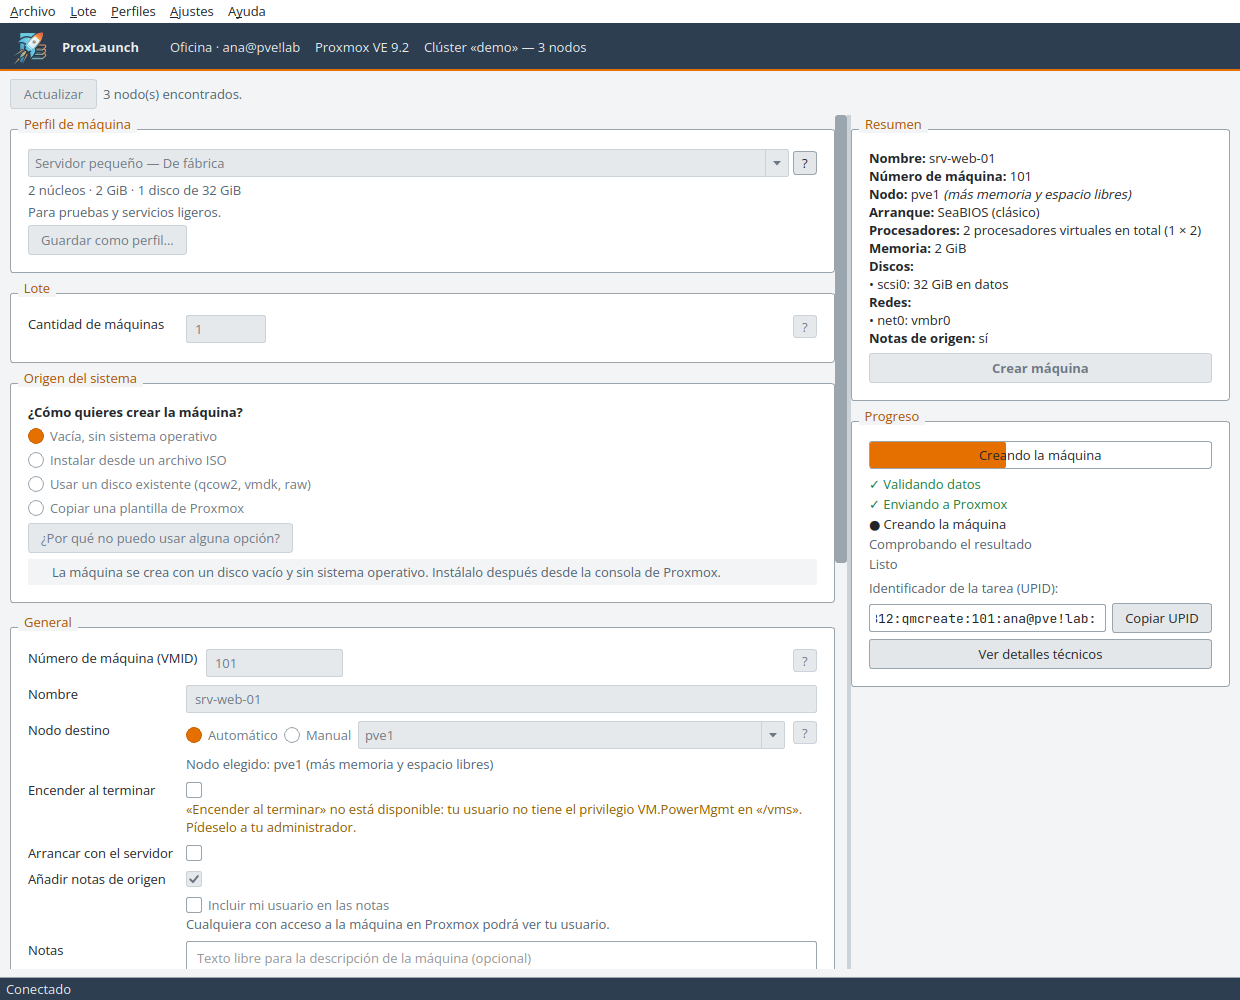 Archivo Lote Perfiles Ajustes Ayuda
ProxLaunch Oficina · ana@pve!lab Proxmox VE 9.2 Clúster «demo» — 3 nodos
Actualizar 3 nodo(s) encontrados.
Perfil de máquina
Servidor pequeño — De fábrica ?
2 núcleos · 2 GiB · 1 disco de 32 GiB
Para pruebas y servicios ligeros.
Guardar como perfil...
Lote
Cantidad de máquinas 1 ?
Origen del sistema
¿Cómo quieres crear la máquina?
Vacía, sin sistema operativo
Instalar desde un archivo ISO
Usar un disco existente (qcow2, vmdk, raw)
Copiar una plantilla de Proxmox
¿Por qué no puedo usar alguna opción?
La máquina se crea con un disco vacío y sin sistema operativo. Instálalo después desde la consola de Proxmox.
General
Número de máquina (VMID) 101 ?
Nombre srv-web-01
Nodo destino Automático Manual pve1 ?
Nodo elegido: pve1 (más memoria y espacio libres)
Encender al terminar
«Encender al terminar» no está disponible: tu usuario no tiene el privilegio VM.PowerMgmt en «/vms».
Pídeselo a tu administrador.
Arrancar con el servidor
Añadir notas de origen
Incluir mi usuario en las notas
Cualquiera con acceso a la máquina en Proxmox podrá ver tu usuario.
Notas Texto libre para la descripción de la máquina (opcional)
Resumen
Nombre: srv-web-01
Número de máquina: 101
Nodo: pve1 (más memoria y espacio libres)
Arranque: SeaBIOS (clásico)
Procesadores: 2 procesadores virtuales en total (1 × 2)
Memoria: 2 GiB
Discos:
• scsi0: 32 GiB en datos
Redes:
• net0: vmbr0
Notas de origen: sí
Crear máquina
Progreso
Creando la máquina
✓ Validando datos
✓ Enviando a Proxmox
● Creando la máquina
Comprobando el resultado
Listo
Identificador de la tarea (UPID):
12:qmcreate:101:ana@pve!lab: Copiar UPID
Ver detalles técnicos
Conectado